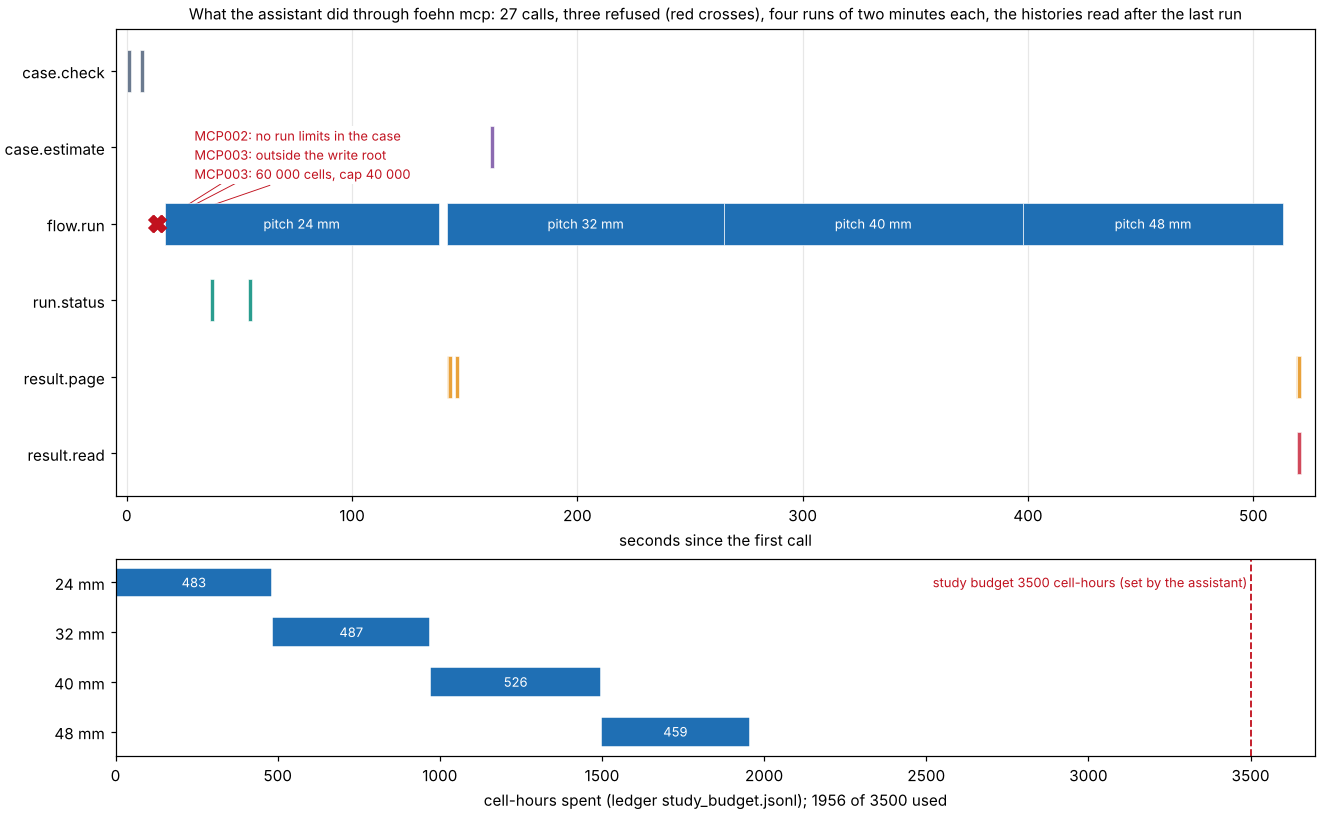 What the assistant did through foehn mcp: 27 calls, three refused (red crosses), four runs of two minutes each, the histories read after the last run
case.check
MCP002: no run limits in the case
case.estimate
MCP003: outside the write root
MCP003: 60 000 cells, cap 40 000
flow.run
pitch 24 mm
pitch 32 mm
pitch 40 mm
pitch 48 mm
run.status
result.page
result.read
0
100
200
300
400
500
seconds since the first call
24 mm
483
study budget 3500 cell-hours (set by the assistant)
32 mm
487
40 mm
526
48 mm
459
0
500
1000
1500
2000
2500
3000
3500
cell-hours spent (ledger study_budget.jsonl); 1956 of 3500 used